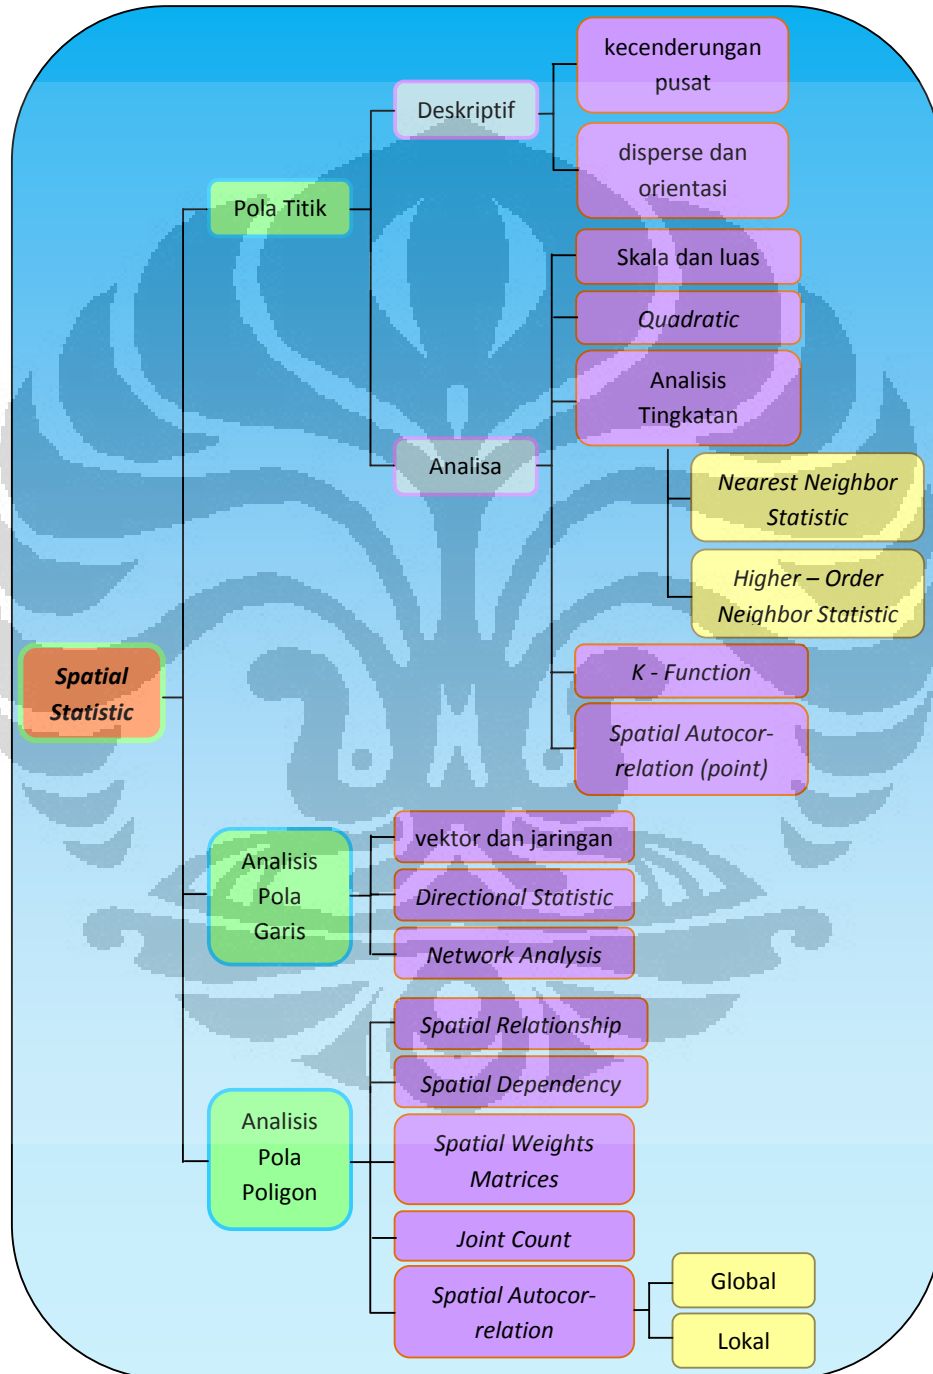 kecenderungan
pusat
Deskriptif
disperse dan
orientasi
Pola Titik
Skala dan luas
Quadratic
Analisis
Tingkatan
Analisa
Nearest Neighbor
Statistic
Higher – Order
Neighbor Statistic
Spatial
Statistic
K - Function
Spatial Autocor-
relation (point)
Analisis
Pola
Garis
vektor dan jaringan
Directional Statistic
Network Analysis
Spatial Relationship
Spatial Dependency
Analisis
Pola
Poligon
Spatial Weights
Matrices
Joint Count
Spatial Autocor-
relation
Global
Lokal